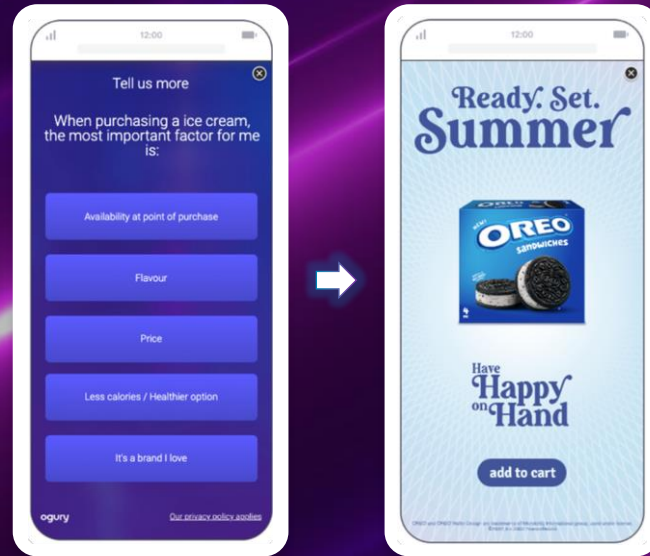 12:00
Tell us more
When purchasing a ice cream,
the most important factor for me
is:
Availability at point of purchase
Flavour
Price
Less calories / Healthier option
It's a brand I love
ogury
Our privacy policy applies
12:00
Ready. Set.
Summer
NEW!
OREO
SANDWICHES
Have
Happy
on Hand
add to cart